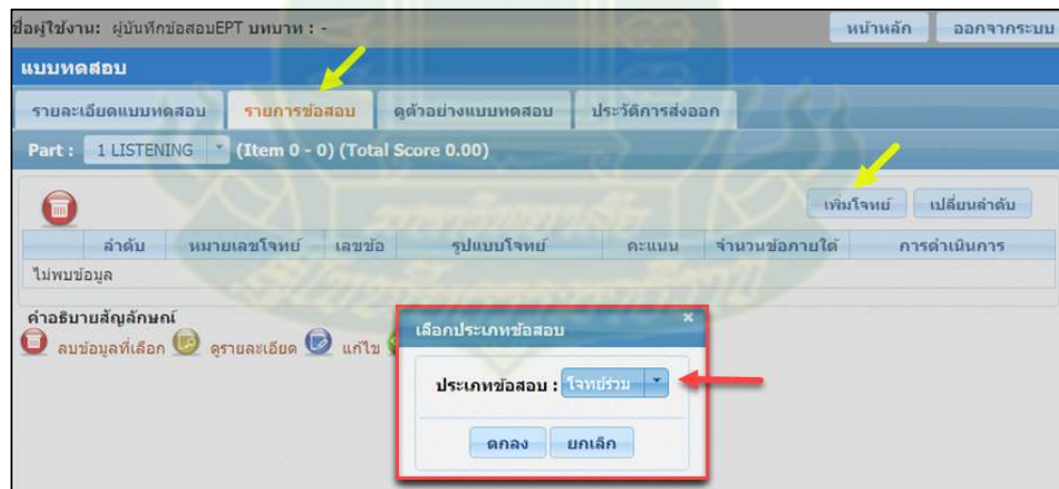 ชื่อผู้ใช้งาน: ผู้บันทึกข้อสอบEPT บทบาท : - หน้าหลัก ออกจากระบบ
แบบทดสอบ
รายละเอียดแบบทดสอบ รายการข้อสอบ ดูตัวอย่างแบบทดสอบ ประวัติการส่งออก
Part : 1 LISTENING (Item 0 - 0) (Total Score 0.00)
เพิ่มโจทย์ เปลี่ยนลำดับ
ลำดับ หมายเลขโจทย์ เลขข้อ รูปแบบโจทย์ คะแนน จำนวนข้อภายใต้ การดำเนินการ
ไม่พบข้อมูล
คำอธิบายสัญลักษณ์
ลบข้อมูลที่เลือก ดูรายละเอียด แก้ไข
เลือกประเภทข้อสอบ
ประเภทข้อสอบ : โจทย์ร่วม
ตกลง ยกเลิก